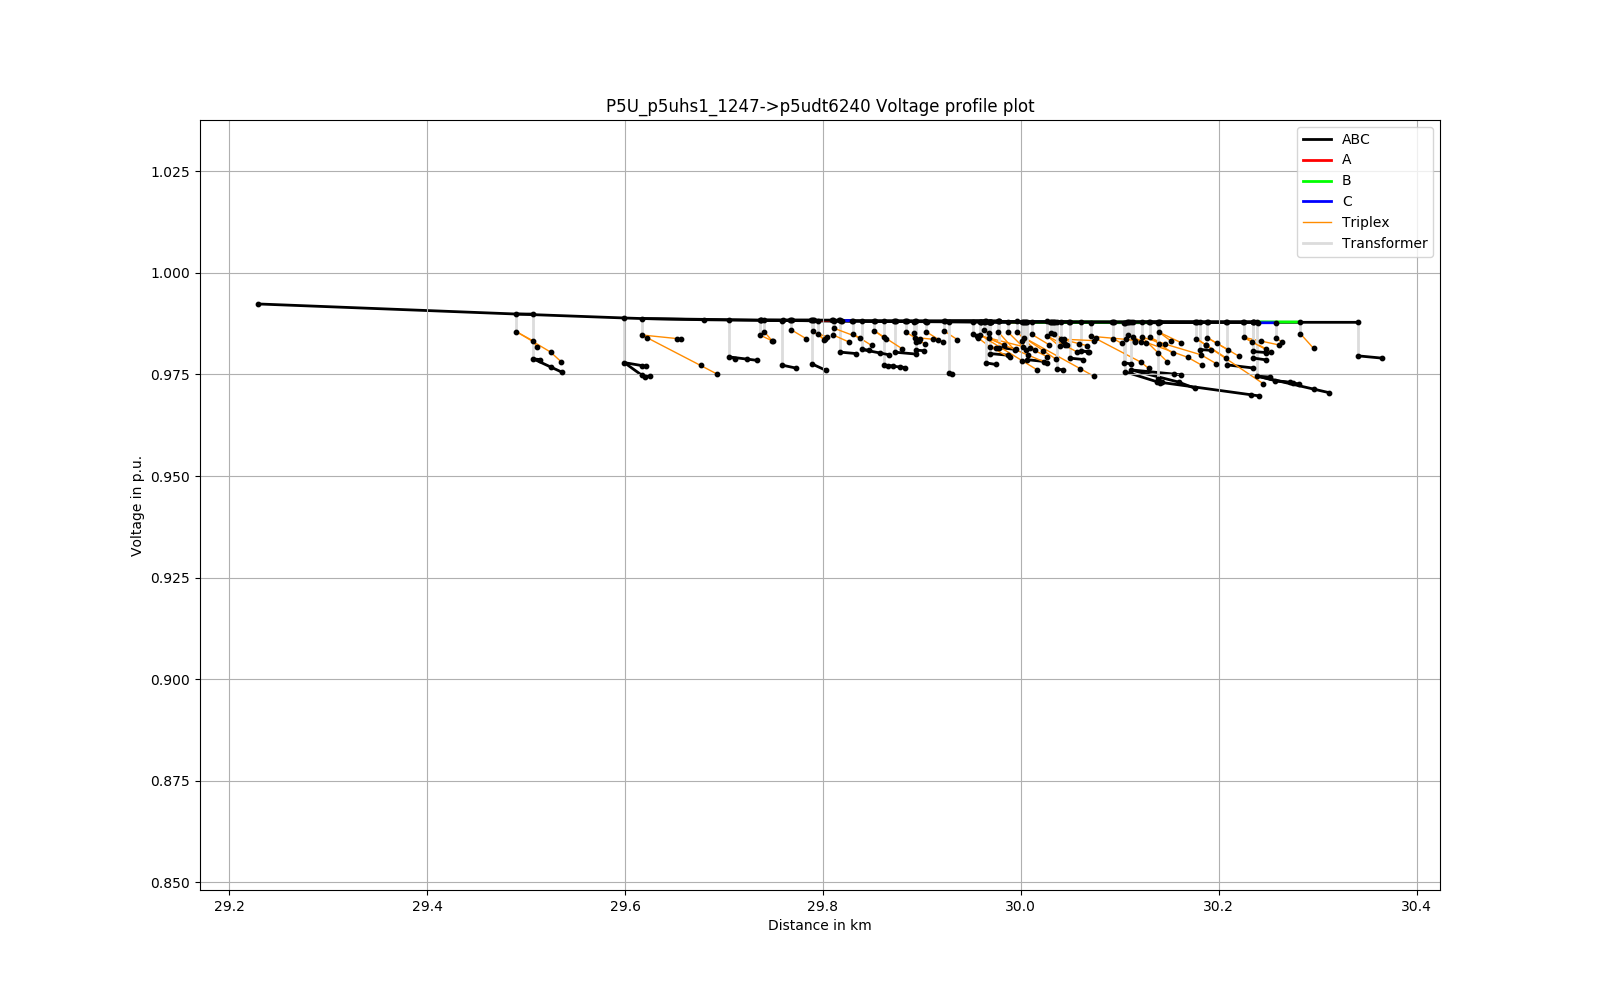 P5U_p5uhs1_1247->p5udt6240 Voltage profile plot
ABC
A
B
C
Triplex
Transformer
1.025
1.000
0.975
0.950
0.925
0.900
0.875
0.850
Voltage in p.u.
29.2 29.4 29.6 29.8 30.0 30.2 30.4
Distance in km